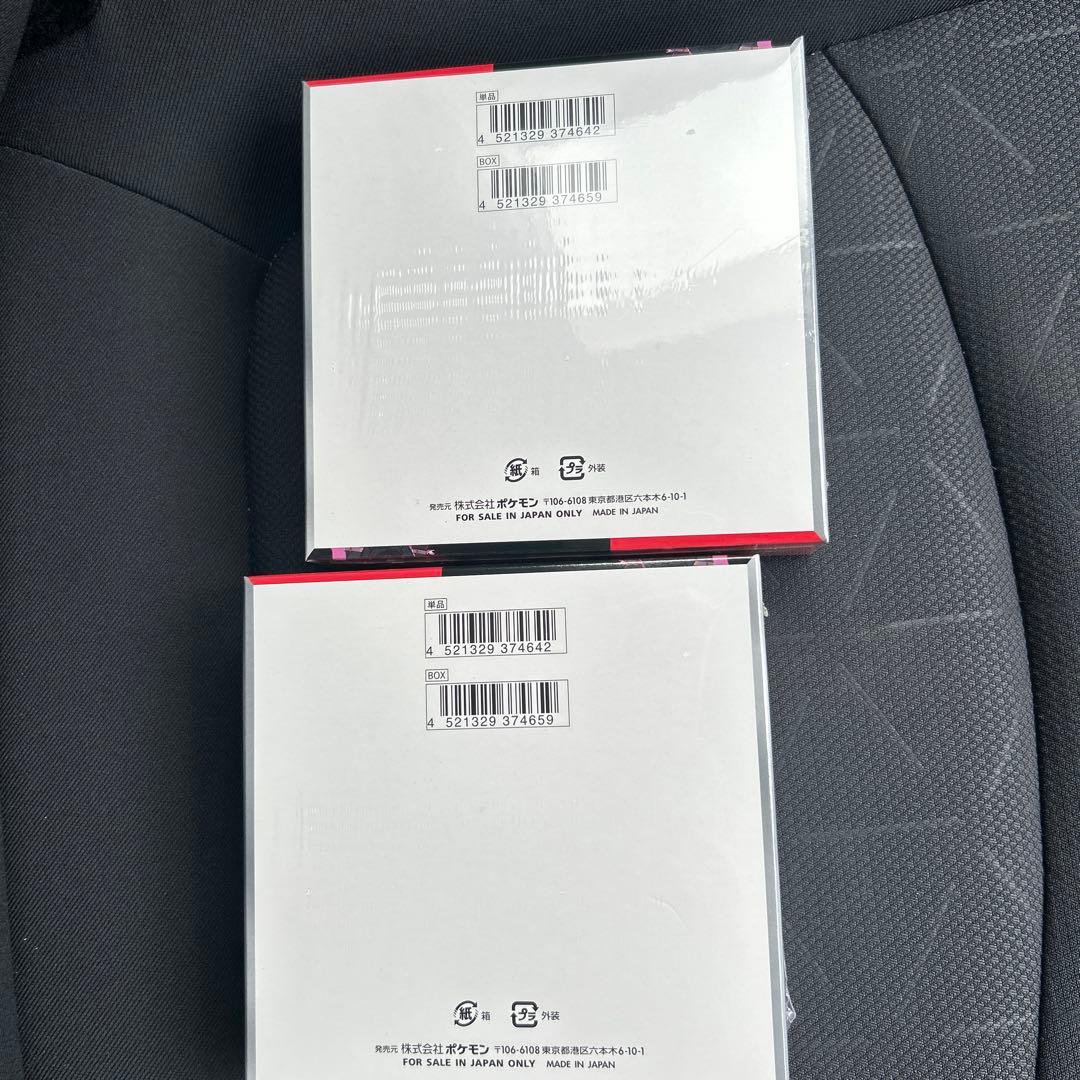 単品
4 521329 374642
BOX
4 521329 374659
紙 箱 プラ 外装
発売元 株式会社ポケモン 〒106-6108 東京都港区六本木6-10-1
FOR SALE IN JAPAN ONLY MADE IN JAPAN
単品
4 521329 374642
BOX
4 521329 374659
紙 箱 プラ 外装
発売元 株式会社ポケモン 〒106-6108 東京都港区六本木6-10-1
FOR SALE IN JAPAN ONLY MADE IN JAPAN